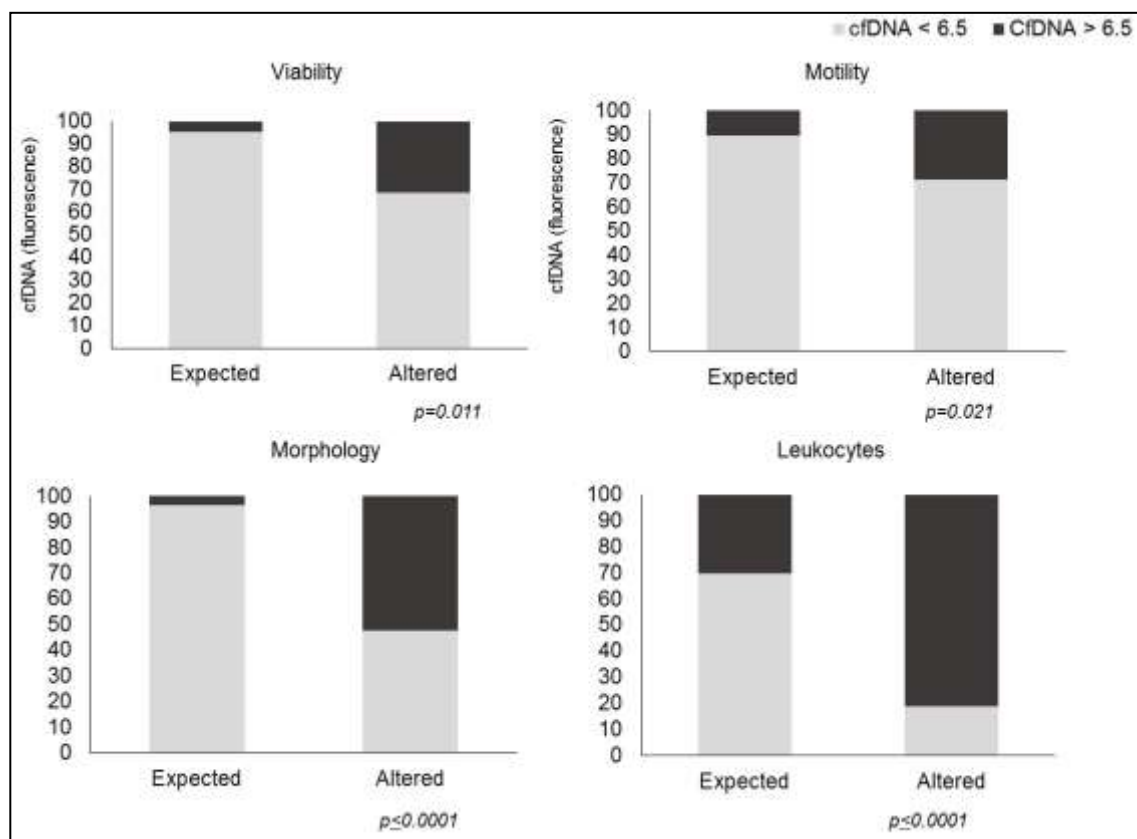 cfDNA < 6.5 CfDNA > 6.5
Viability
cfDNA (fluorescence)
100
90
80
70
60
50
40
30
20
10
0
Expected Altered
p=0.011
Motility
cfDNA (fluorescence)
100
90
80
70
60
50
40
30
20
10
0
Expected Altered
p=0.021
Morphology
100
90
80
70
60
50
40
30
20
10
0
Expected Altered
p≤0.0001
Leukocytes
100
90
80
70
60
50
40
30
20
10
0
Expected Altered
p≤0.0001